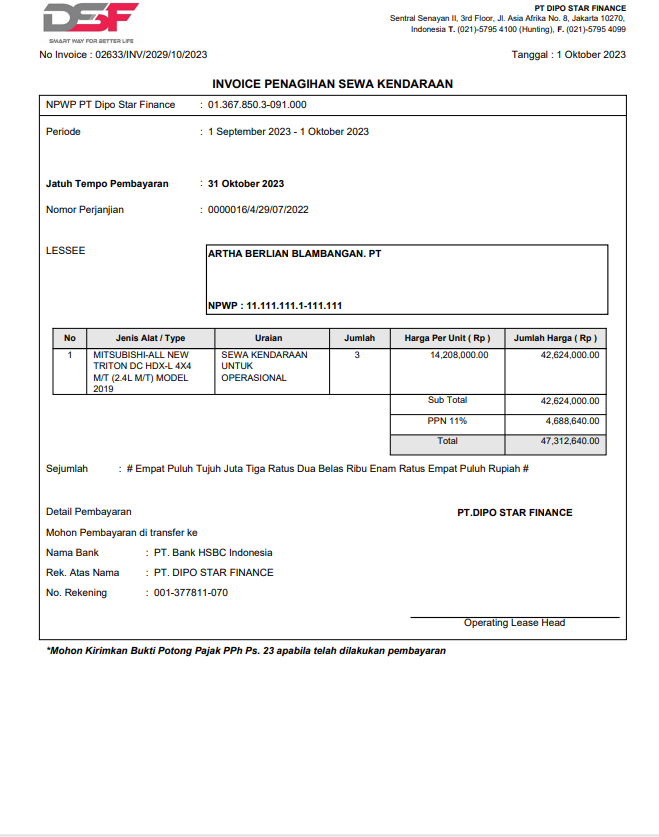 DSF
SMART WAY FOR BETTER LIFE
PT DIPO STAR FINANCE
Sentral Senayan II, 3rd Floor, Jl. Asia Afrika No. 8, Jakarta 10270,
Indonesia T. (021)-5795 4100 (Hunting), F. (021)-5795 4099
No Invoice : 02633/INV/2029/10/2023
Tanggal : 1 Oktober 2023
INVOICE PENAGIHAN SEWA KENDARAAN
NPWP PT Dipo Star Finance : 01.367.850.3-091.000
Periode : 1 September 2023 - 1 Oktober 2023
Jatuh Tempo Pembayaran : 31 Oktober 2023
Nomor Perjanjian : 0000016/4/29/07/2022
LESSEE
ARTHA BERLIAN BLAMBANGAN. PT
NPWP : 11.111.111.1-111.111
No Jenis Alat / Type Uraian Jumlah Harga Per Unit ( Rp ) Jumlah Harga ( Rp )
1 MITSUBISHI-ALL NEW SEWA KENDARAAN 3 14,208,000.00 42,624,000.00
TRITON DC HDX-L 4X4 UNTUK
M/T (2.4L M/T) MODEL OPERASIONAL
2019
Sub Total 42,624,000.00
PPN 11% 4,688,640.00
Total 47,312,640.00
Sejumlah : # Empat Puluh Tujuh Juta Tiga Ratus Dua Belas Ribu Enam Ratus Empat Puluh Rupiah #
Detail Pembayaran
PT.DIPO STAR FINANCE
Mohon Pembayaran di transfer ke
Nama Bank : PT. Bank HSBC Indonesia
Rek. Atas Nama : PT. DIPO STAR FINANCE
No. Rekening : 001-377811-070
Operating Lease Head
*Mohon Kirimkan Bukti Potong Pajak PPh Ps. 23 apabila telah dilakukan pembayaran